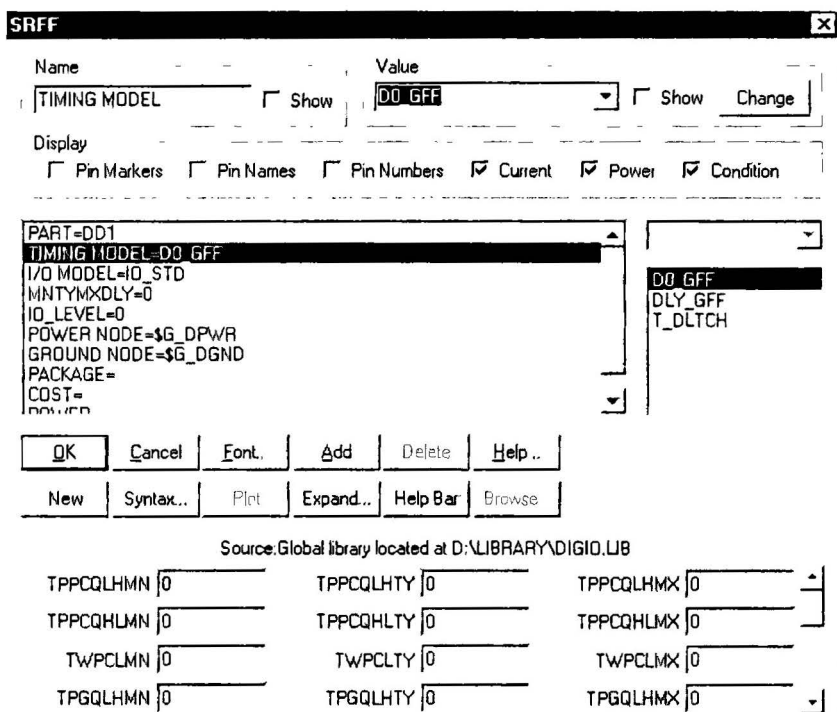 SRFF
Name
Value
TIMING MODEL
Show
D0_GFF
Show
Change
Display
Pin Markers
Pin Names
Pin Numbers
Current
Power
Condition
PART=DD1
TIMING MODEL=D0_GFF
I/O MODEL=IO_STD
MNTYMXDLY=0
IO_LEVEL=0
POWER NODE=$G_DPWR
GROUND NODE=$G_DGND
PACKAGE=
COST=
D0_GFF
DLY_GFF
T_DLTCH
OK
Cancel
Font..
Add
Delete
Help ..
New
Syntax...
Plot
Expand...
Help Bar
Browse
Source:Global library located at D:\LIBRARY\DIGIO.LIB
TPPCQLHMN 0 TPPCQLHTY 0 TPPCQLHMX 0
TPPCQHLMN 0 TPPCQHLTY 0 TPPCQHLMX 0
TWPCLMN 0 TWPCLTY 0 TWPCLMX 0
TPGQLHMN 0 TPGQLHTY 0 TPGQLHMX 0